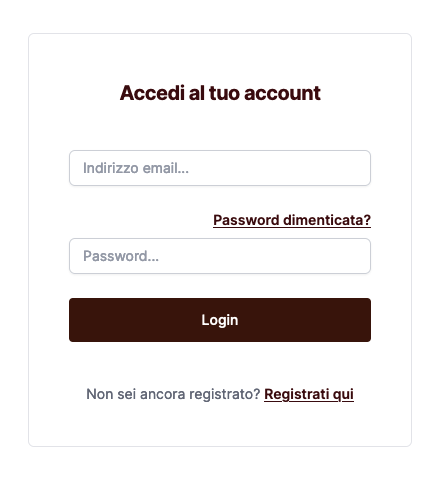 Accedi al tuo account
Indirizzo email...
Password dimenticata?
Password...
Login
Non sei ancora registrato? Registrati qui